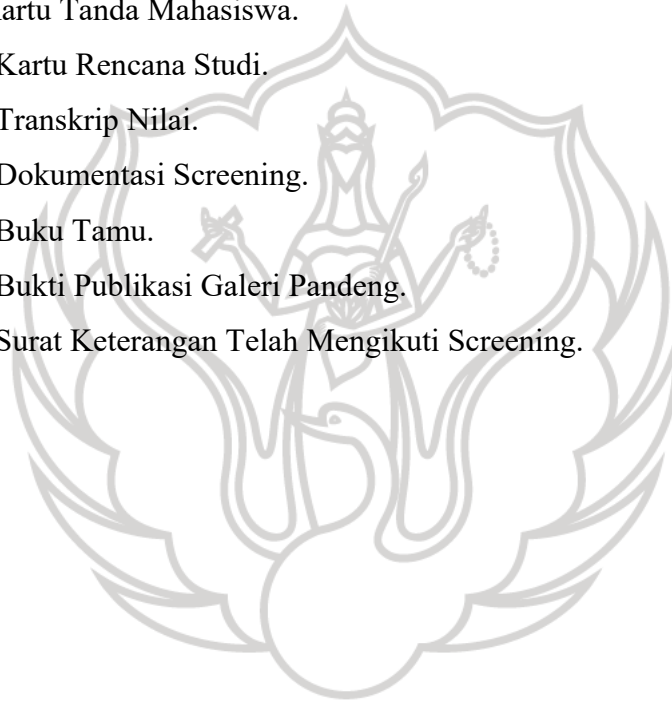 artu Tanda Mahasiswa.
Kartu Rencana Studi.
Transkrip Nilai.
Dokumentasi Screening.
Buku Tamu.
Bukti Publikasi Galeri Pandeng.
Surat Keterangan Telah Mengikuti Screening.